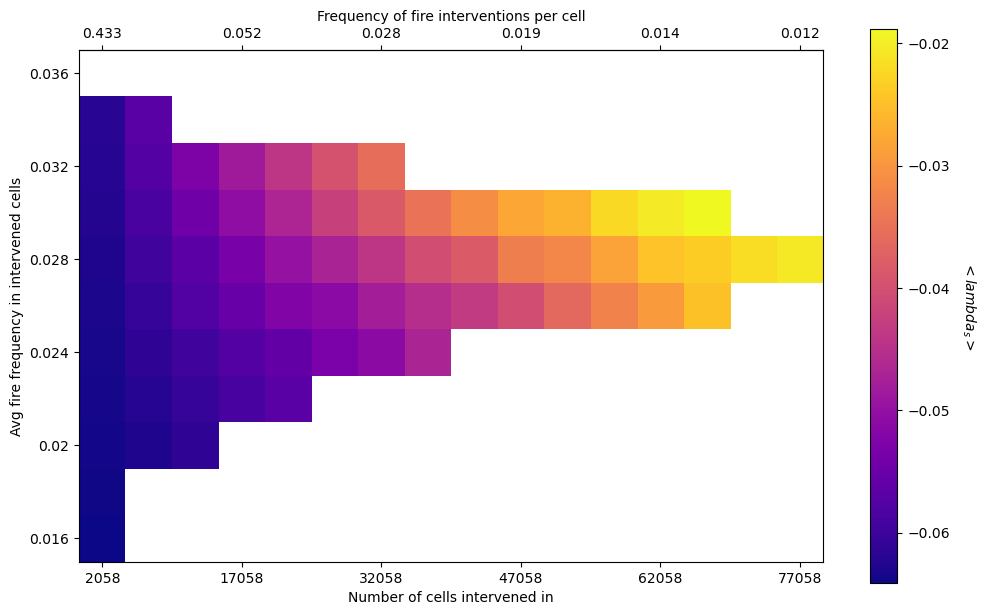 Frequency of fire interventions per cell
0.433 0.052 0.028 0.019 0.014 0.012
Avg fire frequency in intervened cells
0.036
0.032
0.028
0.024
0.02
0.016
2058 17058 32058 47058 62058 77058
Number of cells intervened in
−0.02
−0.03
−0.04
−0.05
−0.06
< lambda_s >